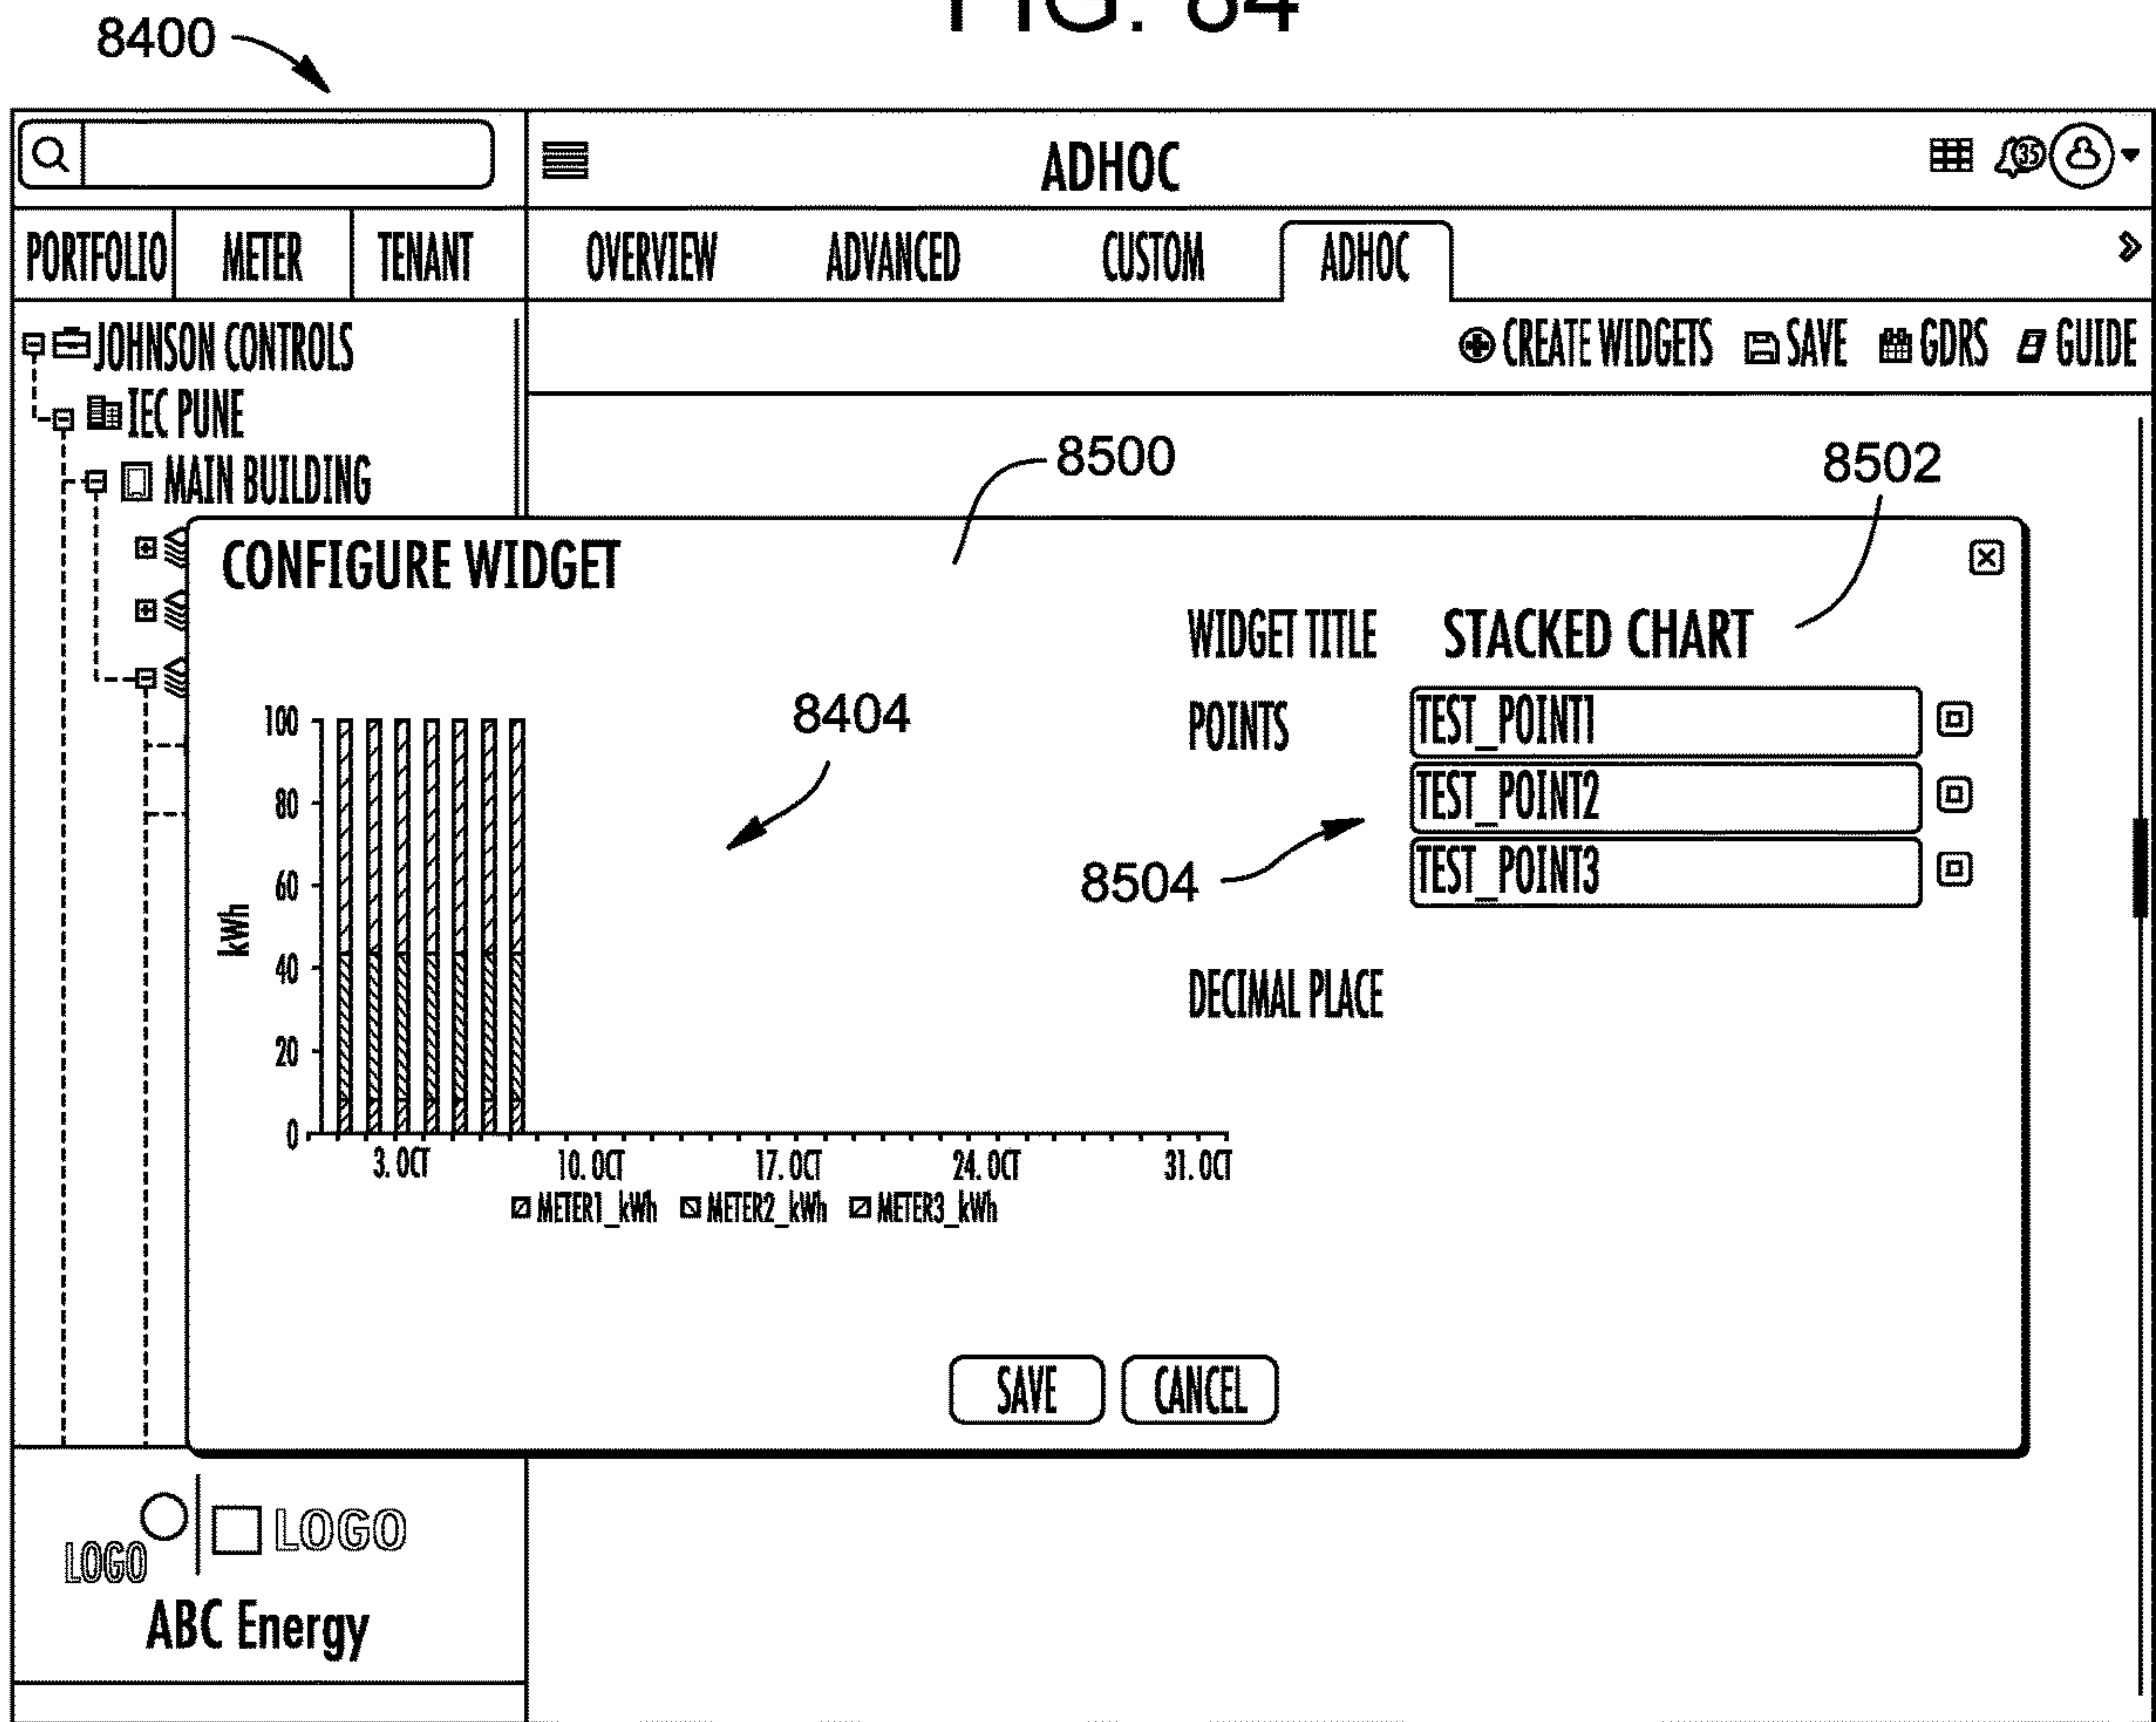 FIG. 84
8400
ADHOC
35
PORTFOLIO METER TENANT OVERVIEW ADVANCED CUSTOM ADHOC
CREATE WIDGETS SAVE GDRS GUIDE
JOHNSON CONTROLS
IEC PUNE
MAIN BUILDING
8500
8502
CONFIGURE WIDGET
WIDGET TITLE STACKED CHART
POINTS TEST_POINT1
TEST_POINT2
TEST_POINT3
8404
8504
DECIMAL PLACE
kWh
100
80
60
40
20
0
3. OCT 10. OCT 17. OCT 24. OCT 31. OCT
METER1_kWh METER2_kWh METER3_kWh
SAVE CANCEL
LOGO LOGO
ABC Energy